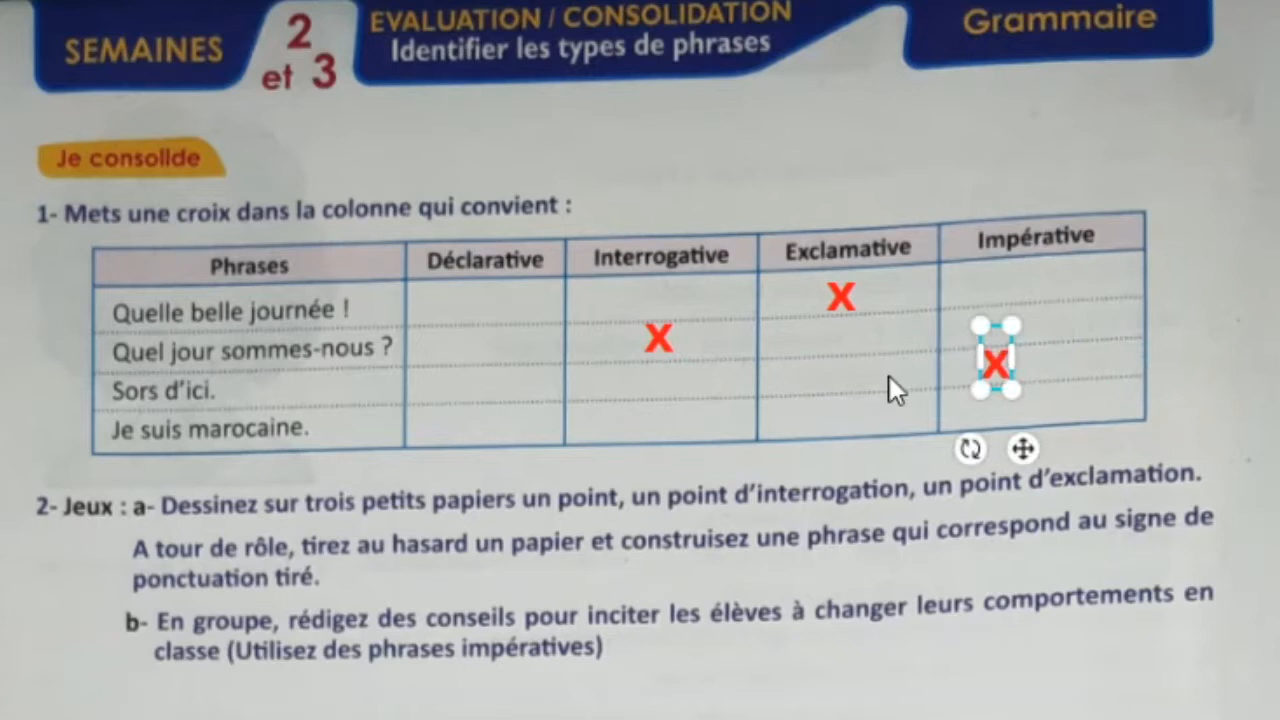 SEMAINES 2 et 3
EVALUATION / CONSOLIDATION
Identifier les types de phrases
Grammaire
Je consolide
1- Mets une croix dans la colonne qui convient :
Phrases Déclarative Interrogative Exclamative Impérative
Quelle belle journée ! X
Quel jour sommes-nous ? X
Sors d'ici. X
Je suis marocaine.
2- Jeux : a- Dessinez sur trois petits papiers un point, un point d'interrogation, un point d'exclamation.
A tour de rôle, tirez au hasard un papier et construisez une phrase qui correspond au signe de
ponctuation tiré.
b- En groupe, rédigez des conseils pour inciter les élèves à changer leurs comportements en
classe (Utilisez des phrases impératives)